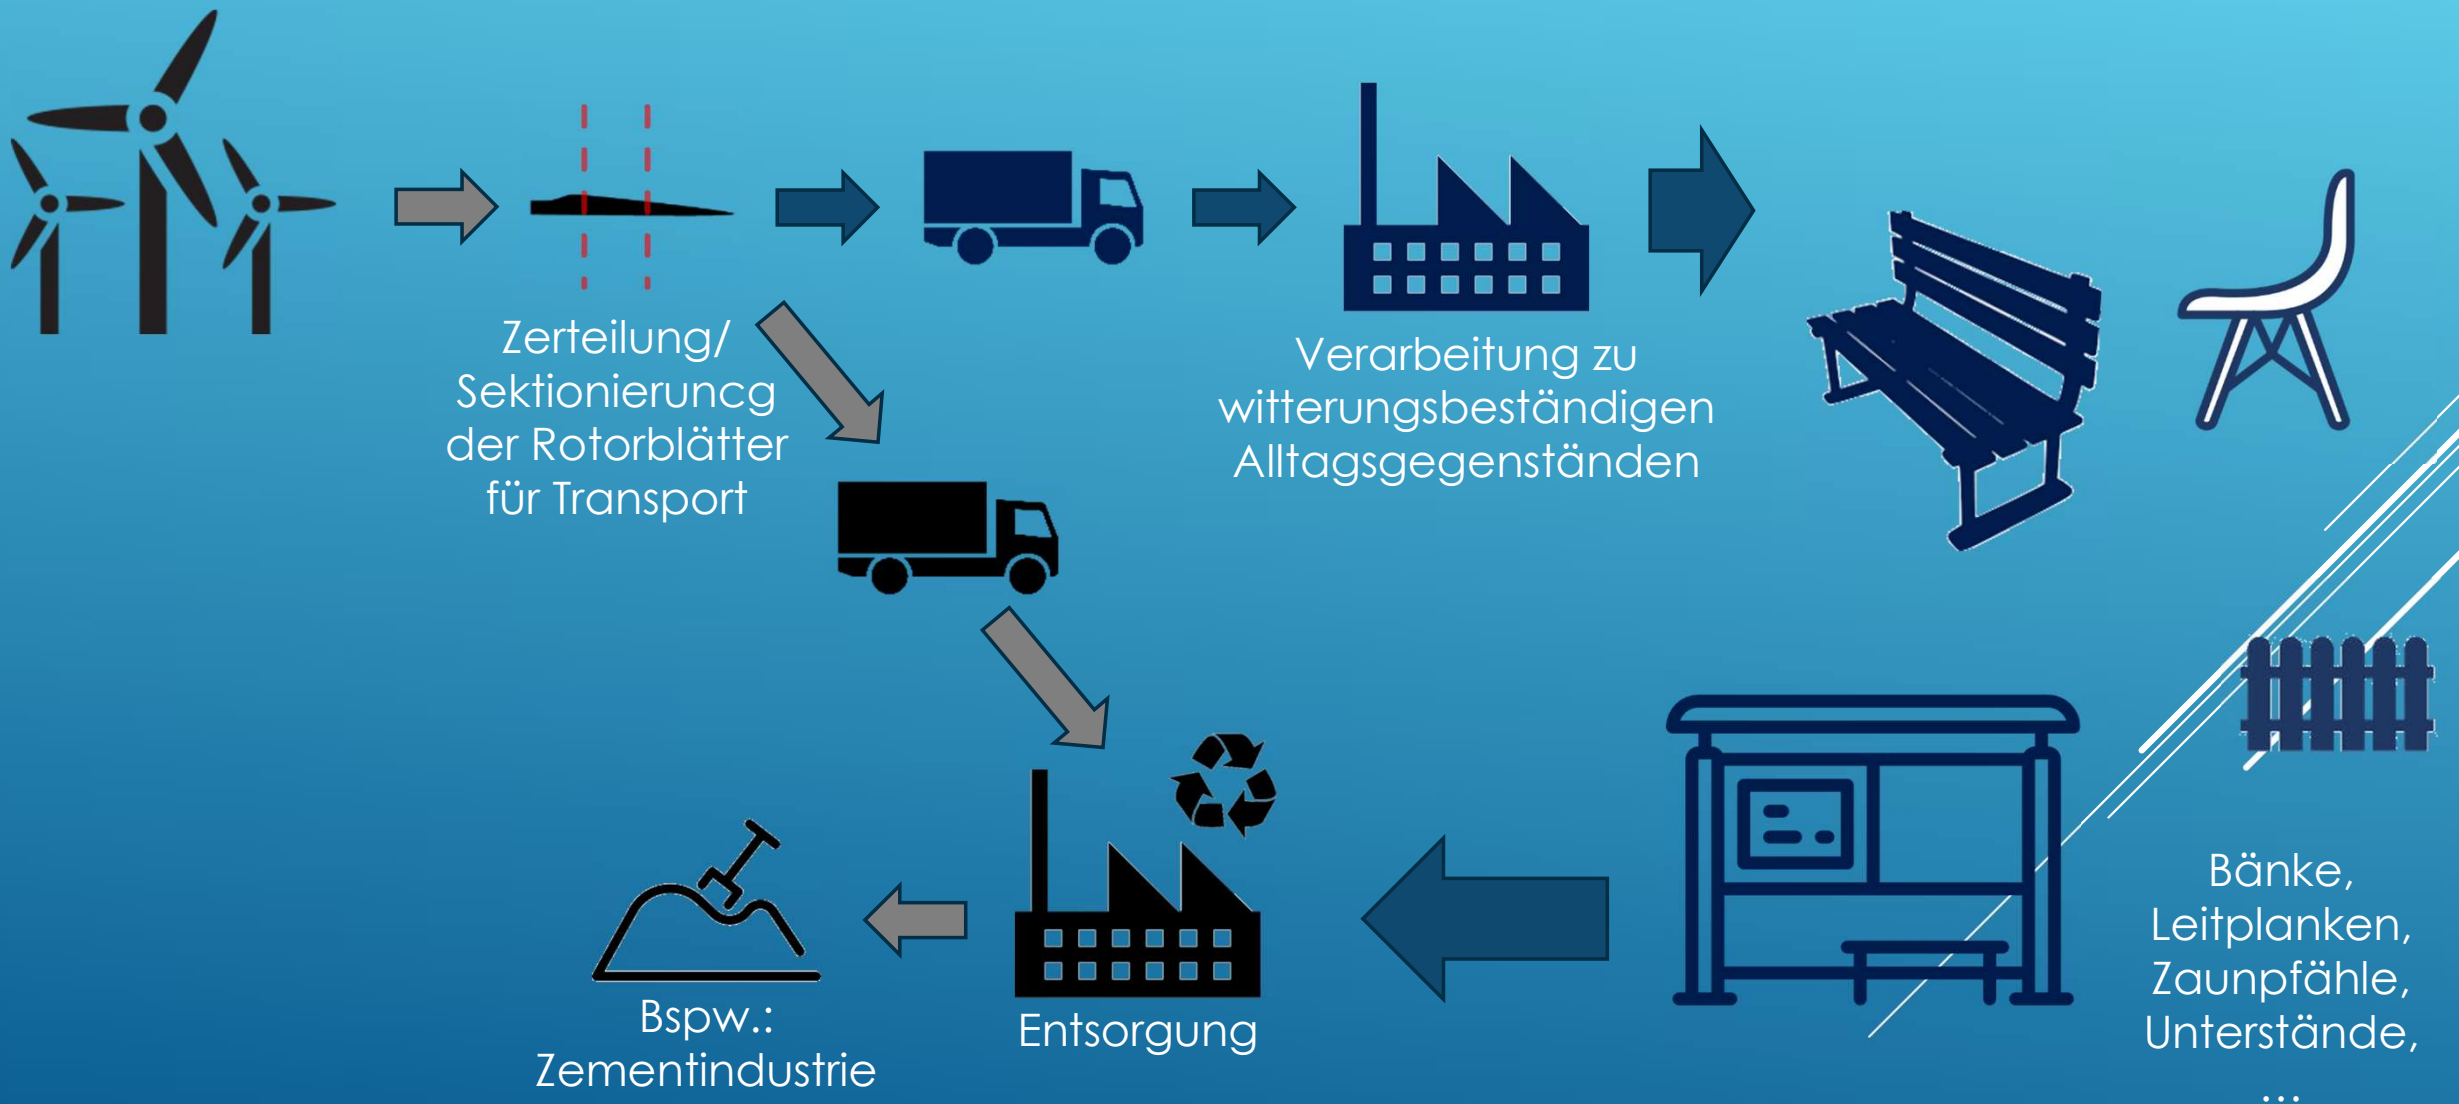 Zerteilung/
Sektionieruncg
der Rotorblätter
für Transport
Verarbeitung zu
witterungsbeständigen
Alltagsgegenständen
Bänke,
Leitplanken,
Zaunpfähle,
Unterstände,
...
Entsorgung
Bspw.:
Zementindustrie